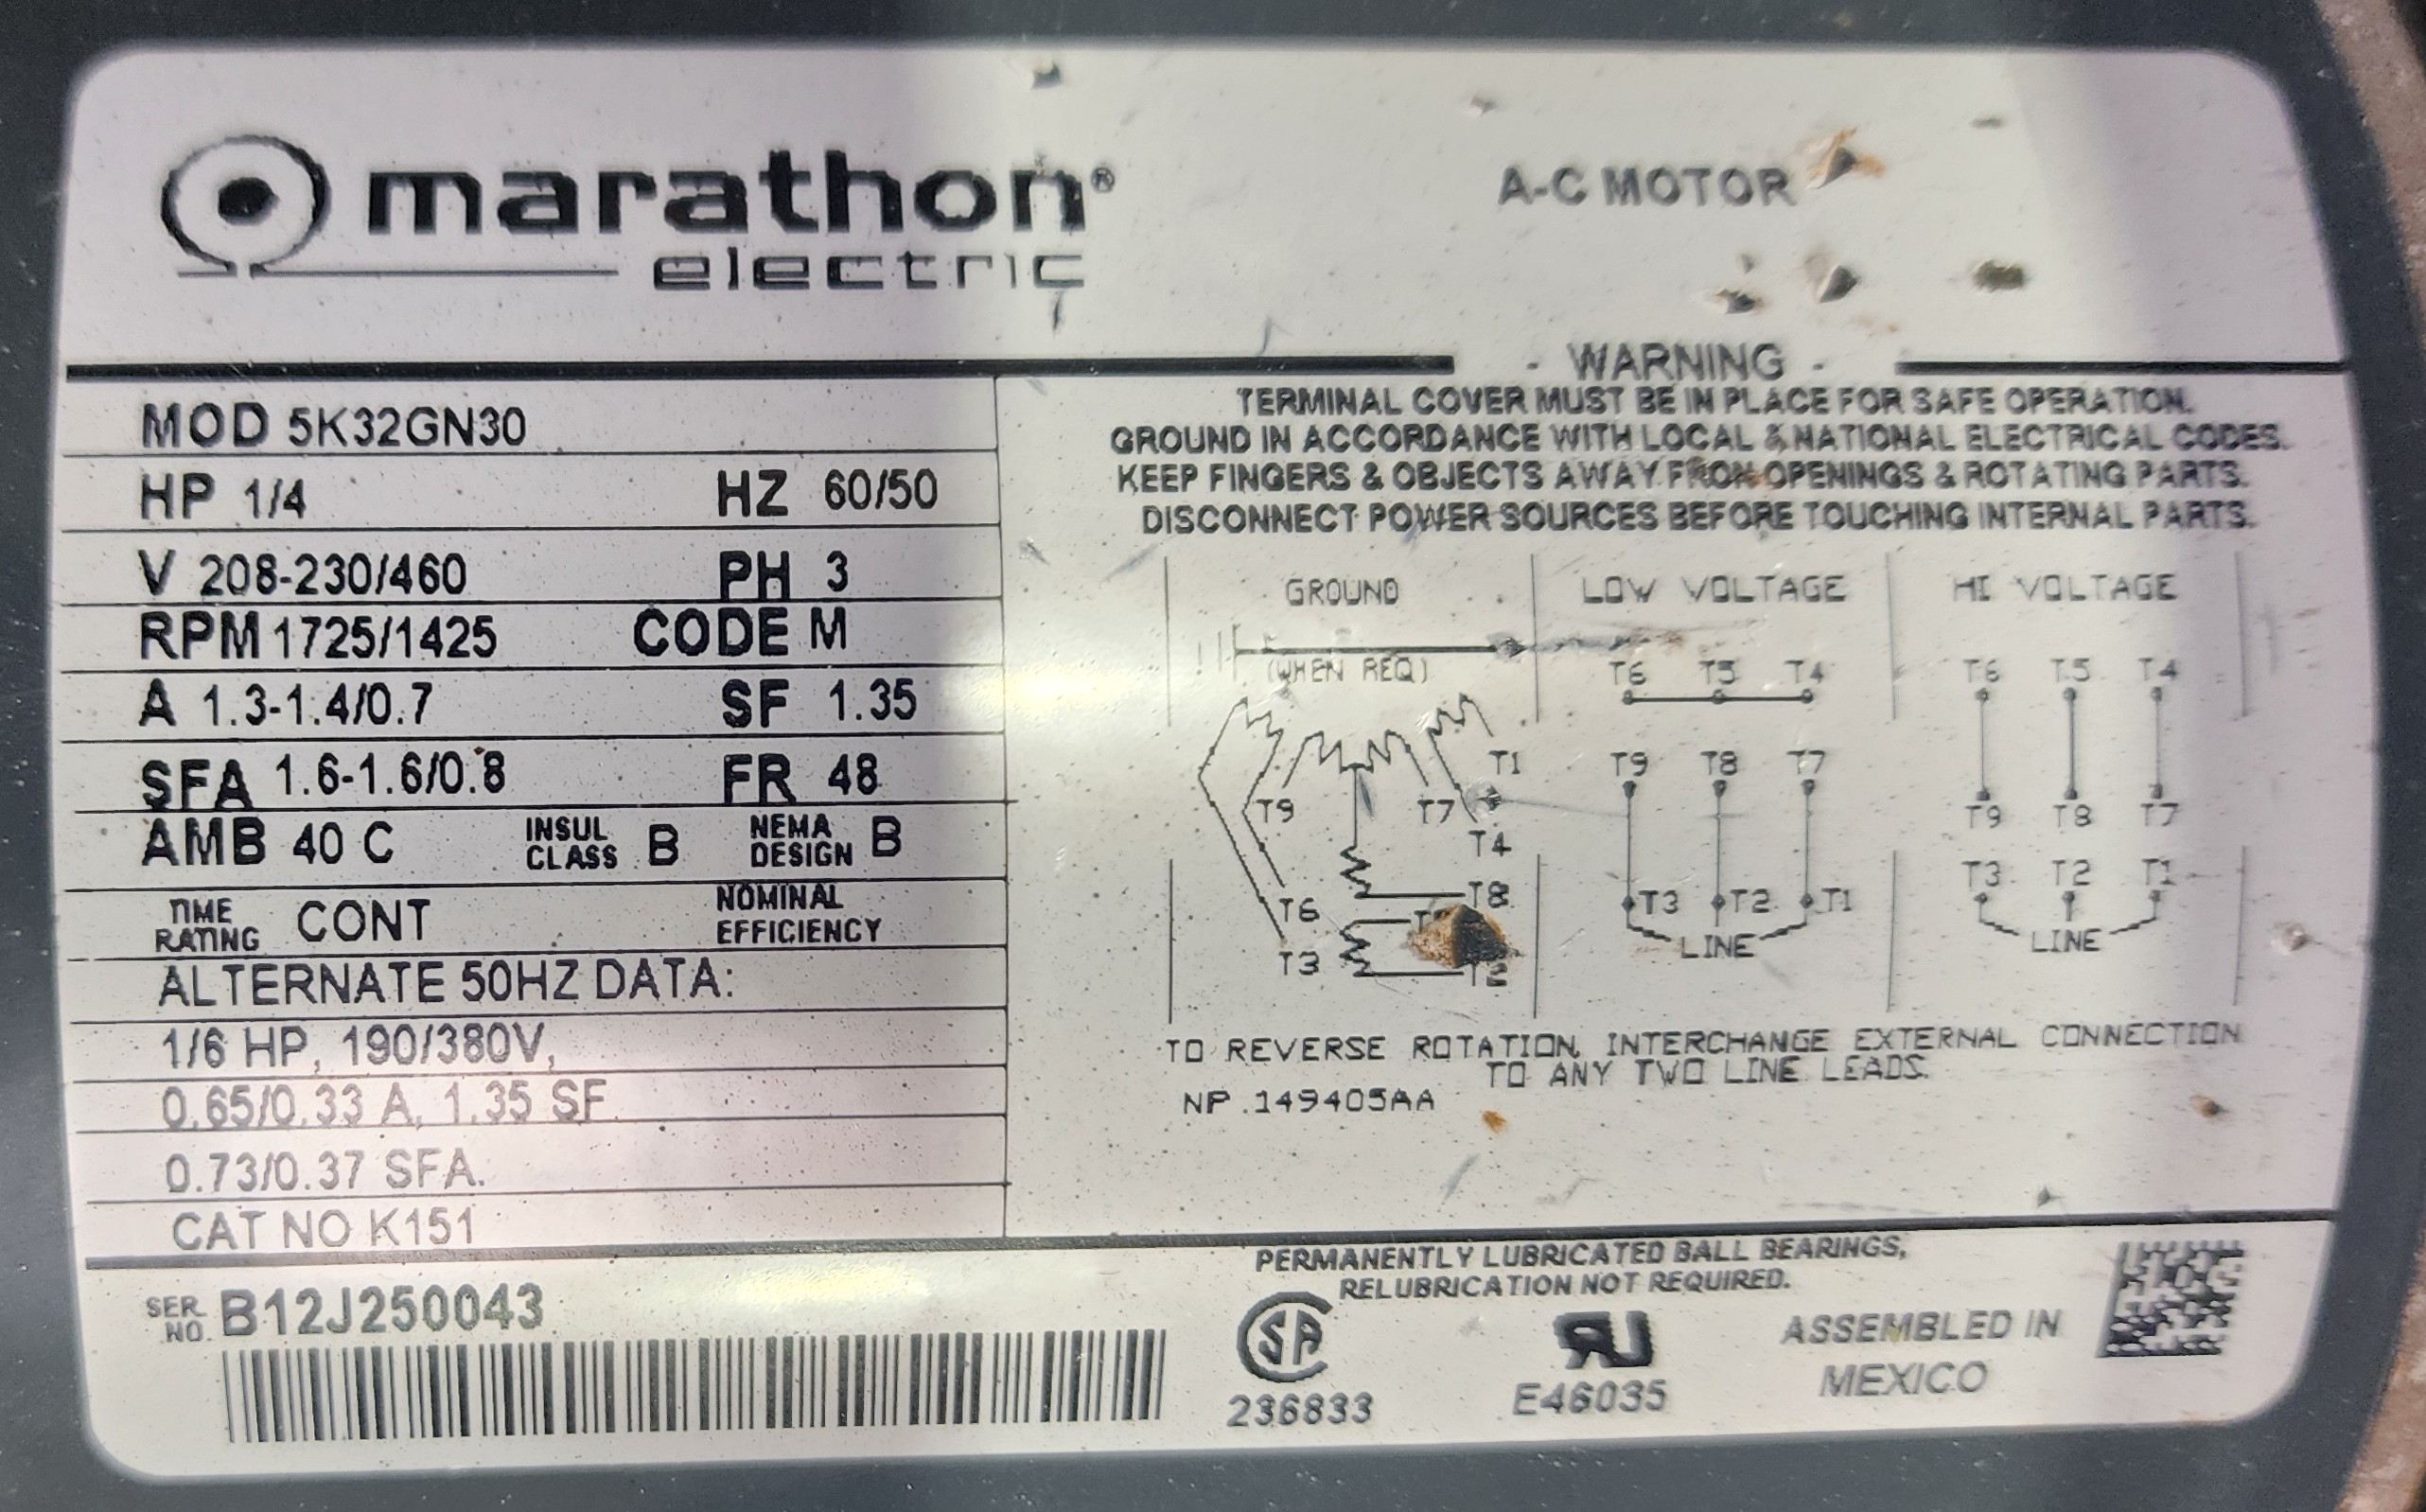 marathon®
electric
A-C MOTOR
MOD 5K32GN30
HP 1/4 HZ 60/50
V 208-230/460 PH 3
RPM 1725/1425 CODE M
A 1.3-1.4/0.7 SF 1.35
SFA 1.6-1.6/0.8 FR 48
AMB 40 C INSUL CLASS B NEMA DESIGN B
TIME RATING CONT NOMINAL EFFICIENCY
ALTERNATE 50HZ DATA:
1/6 HP, 190/380V,
0.65/0.33 A, 1.35 SF
0.73/0.37 SFA.
CAT NO K151
- WARNING -
TERMINAL COVER MUST BE IN PLACE FOR SAFE OPERATION.
GROUND IN ACCORDANCE WITH LOCAL & NATIONAL ELECTRICAL CODES.
KEEP FINGERS & OBJECTS AWAY FROM OPENINGS & ROTATING PARTS.
DISCONNECT POWER SOURCES BEFORE TOUCHING INTERNAL PARTS.
GROUND
(WHEN REQ)
T1
T9 T7
T4
T6 T8
T3
T2
LOW VOLTAGE
T6 T5 T4
T9 T8 T7
T3 T2 T1
LINE
HI VOLTAGE
T6 T5 T4
T9 T8 T7
T3 T2 T1
LINE
TO REVERSE ROTATION, INTERCHANGE EXTERNAL CONNECTION
TO ANY TWO LINE LEADS.
NP 149405AA
SER. NO. B12J250043
PERMANENTLY LUBRICATED BALL BEARINGS,
RELUBRICATION NOT REQUIRED.
SA
236833
RU
E46035
ASSEMBLED IN
MEXICO